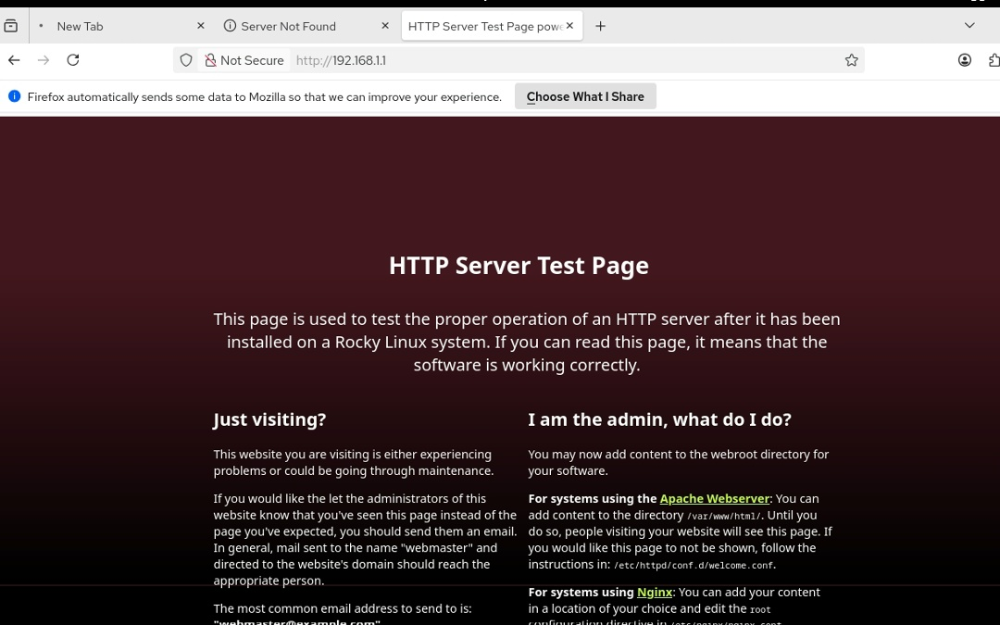 New Tab
Server Not Found
HTTP Server Test Page pow
Not Secure
http://192.168.1.1
Firefox automatically sends some data to Mozilla so that we can improve your experience.
Choose What I Share
HTTP Server Test Page
This page is used to test the proper operation of an HTTP server after it has been
installed on a Rocky Linux system. If you can read this page, it means that the
software is working correctly.
Just visiting?
This website you are visiting is either experiencing
problems or could be going through maintenance.
If you would like the let the administrators of this
website know that you've seen this page instead of the
page you've expected, you should send them an email.
In general, mail sent to the name "webmaster" and
directed to the website's domain should reach the
appropriate person.
The most common email address to send to is:
"webmaster@example.com"
I am the admin, what do I do?
You may now add content to the webroot directory for
your software.
For systems using the Apache Webserver: You can
add content to the directory /var/www/html/. Until you
do so, people visiting your website will see this page. If
you would like this page to not be shown, follow the
instructions in: /etc/httpd/conf.d/welcome.conf.
For systems using Nginx: You can add your content
in a location of your choice and edit the root
configuration directive in /etc/nginx/nginx.conf